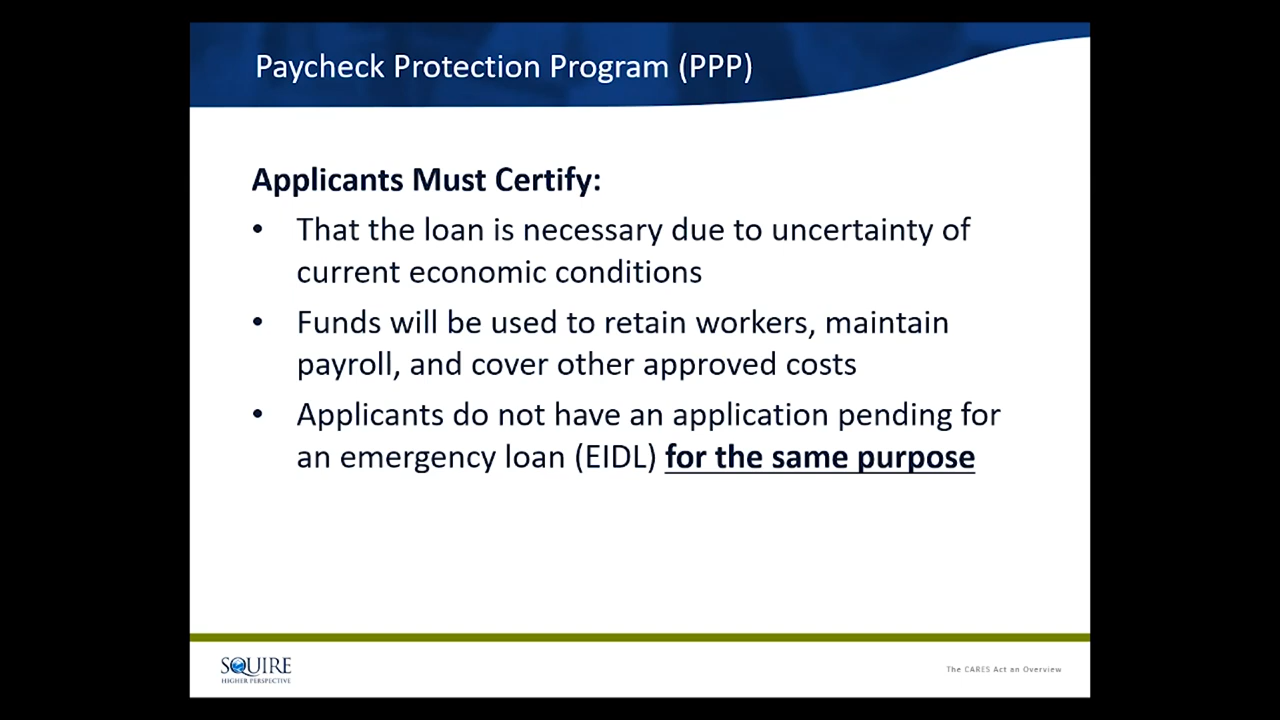 Paycheck Protection Program (PPP)
Applicants Must Certify:
• That the loan is necessary due to uncertainty of
current economic conditions
• Funds will be used to retain workers, maintain
payroll, and cover other approved costs
• Applicants do not have an application pending for
an emergency loan (EIDL) for the same purpose
SQUIRE
HIGHER PERSPECTIVE
The CARES Act an Overview